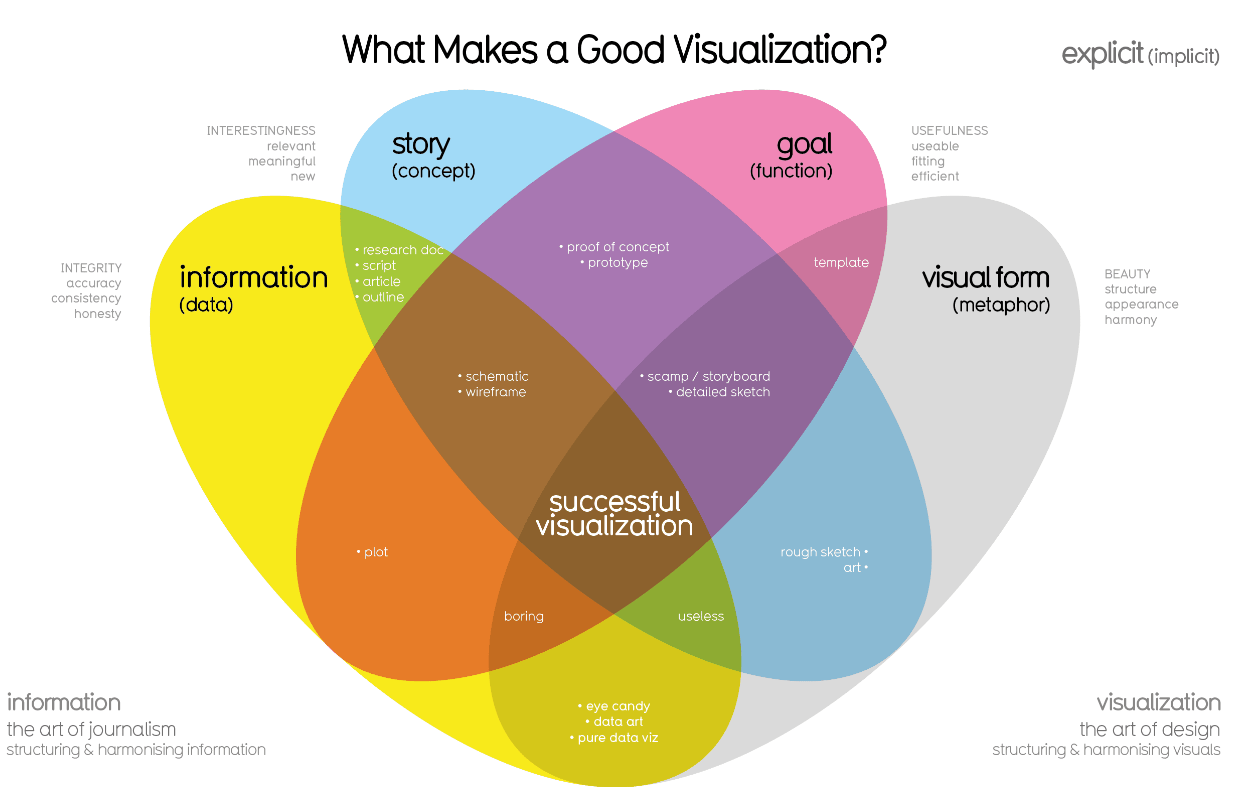 What Makes a Good Visualization?
explicit (implicit)
INTERESTINGNESS
relevant
meaningful
new
story
(concept)
goal
(function)
USEFULNESS
useable
fitting
efficient
INTEGRITY
accuracy
consistency
honesty
information
(data)
• research doc
• script
• article
• outline
• proof of concept
• prototype
template
visual form
(metaphor)
BEAUTY
structure
appearance
harmony
• schematic
• wireframe
• scamp / storyboard
• detailed sketch
successful
visualization
• plot
rough sketch •
art •
boring
useless
• eye candy
• data art
• pure data viz
information
the art of journalism
structuring & harmonising information
visualization
the art of design
structuring & harmonising visuals